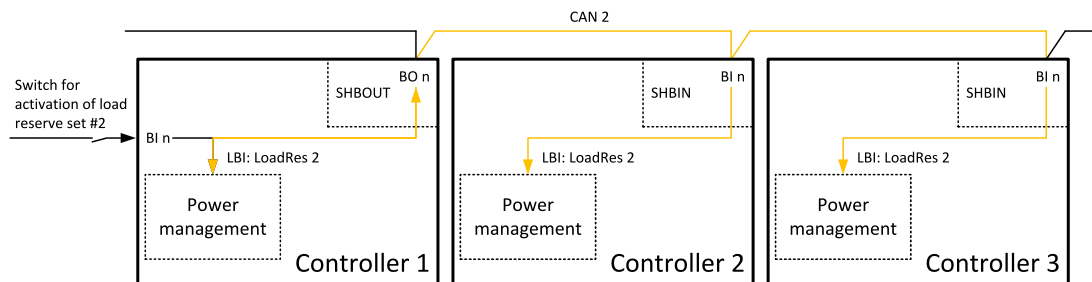 CAN 2
Switch for
activation of load
reserve set #2
BI n
SHBOUT
BO n
LBI: LoadRes 2
Power
management
Controller 1
SHBIN
BI n
LBI: LoadRes 2
Power
management
Controller 2
SHBIN
BI n
LBI: LoadRes 2
Power
management
Controller 3